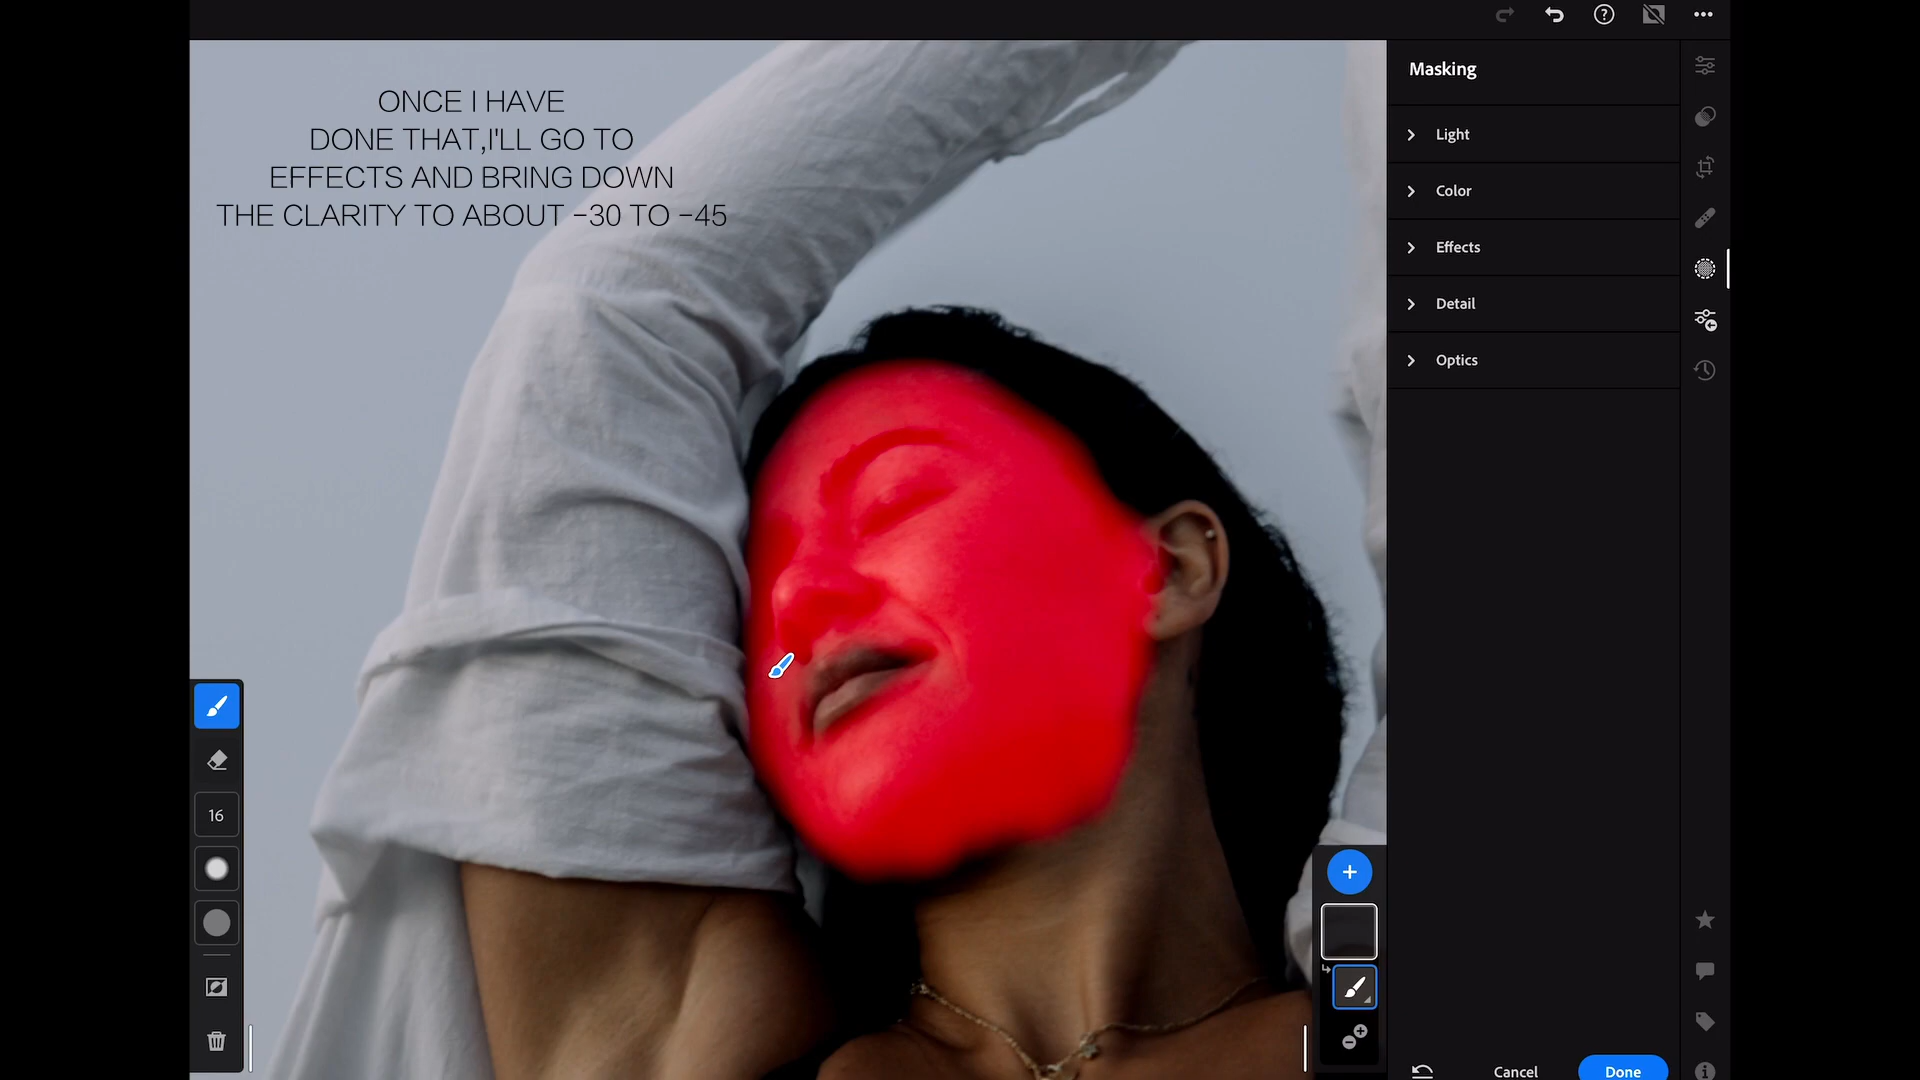 ONCE I HAVE
DONE THAT,I'LL GO TO
EFFECTS AND BRING DOWN
THE CLARITY TO ABOUT -30 TO -45
Masking
Light
Color
Effects
Detail
Optics
16
Cancel
Done